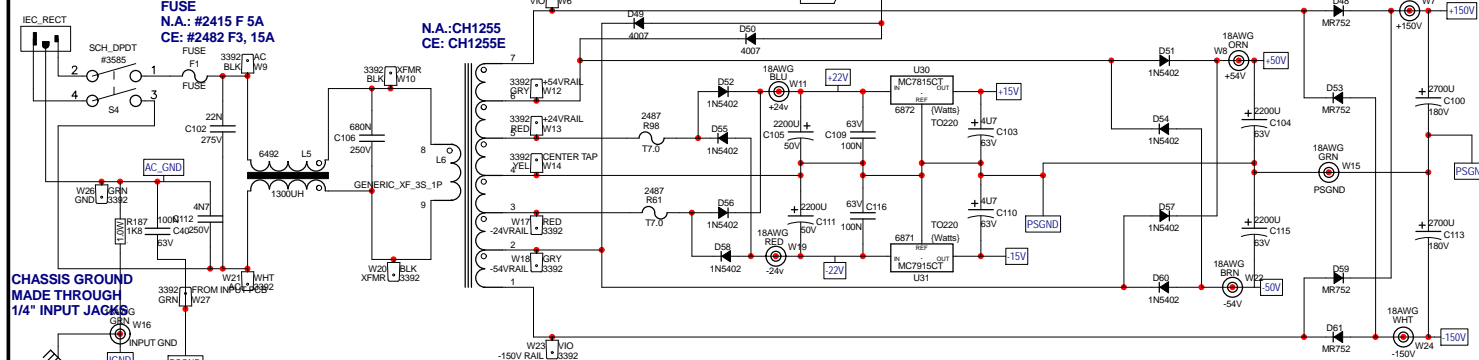 FUSE
N.A.: #2415 F 5A
CE: #2482 F3, 15A
IEC_RECT
SCH_DPDT
#3585
2
1
4
3
S4
FUSE
F1
FUSE
3392
BLK
AC
W9
22N
C102
275V
AC_GND
W26
GND
GRN
3392
R187
1K8
1.0W
100N
C40
63V
4N7
C112
250V
6492
L5
1300UH
W21
AC
WHT
3392
3392
GRN
FROM INPUT PCB
W27
CHASSIS GROUND
MADE THROUGH
1/4" INPUT JACKS
GRN
W16
INPUT GND
3392
BLK
XFMR
W10
680N
C106
250V
W20
XFMR
BLK
3392
N.A.:CH1255
CE: CH1255E
GENERIC_XF_3S_1P
L6
8
9
7
6
5
4
3
2
1
VIO
W6
3392
GRY
+54VRAIL
W12
3392
RED
+24VRAIL
W13
3392
YEL
CENTER TAP
W14
W17
-24VRAIL
RED
3392
W18
-54VRAIL
GRY
3392
W23
-150V RAIL
VIO
3392
D49
4007
D50
4007
2487
R98
T7.0
2487
R61
T7.0
D52
1N5402
D55
1N5402
D56
1N5402
D58
1N5402
18AWG
BLU
W11
+24v
18AWG
RED
W19
-24v
2200U
C105
50V
2200U
C111
50V
+22V
-22V
63V
C109
100N
63V
C116
100N
U30
MC7815CT
IN
OUT
REF
6872
{Watts}
TO220
TO220
{Watts}
6871
REF
IN
OUT
MC7915CT
U31
+15V
-15V
4U7
C103
63V
4U7
C110
63V
PSGND
D51
1N5402
D54
1N5402
D57
1N5402
D60
1N5402
18AWG
ORN
W8
+54V
+50V
18AWG
BRN
W22
-54V
-50V
2200U
C104
63V
2200U
C115
63V
18AWG
GRN
W15
PSGND
D48
MR752
D53
MR752
D59
MR752
D61
MR752
W7
+150V
+150V
2700U
C100
180V
2700U
C113
180V
PSGN
18AWG
WHT
W24
-150V
-150V